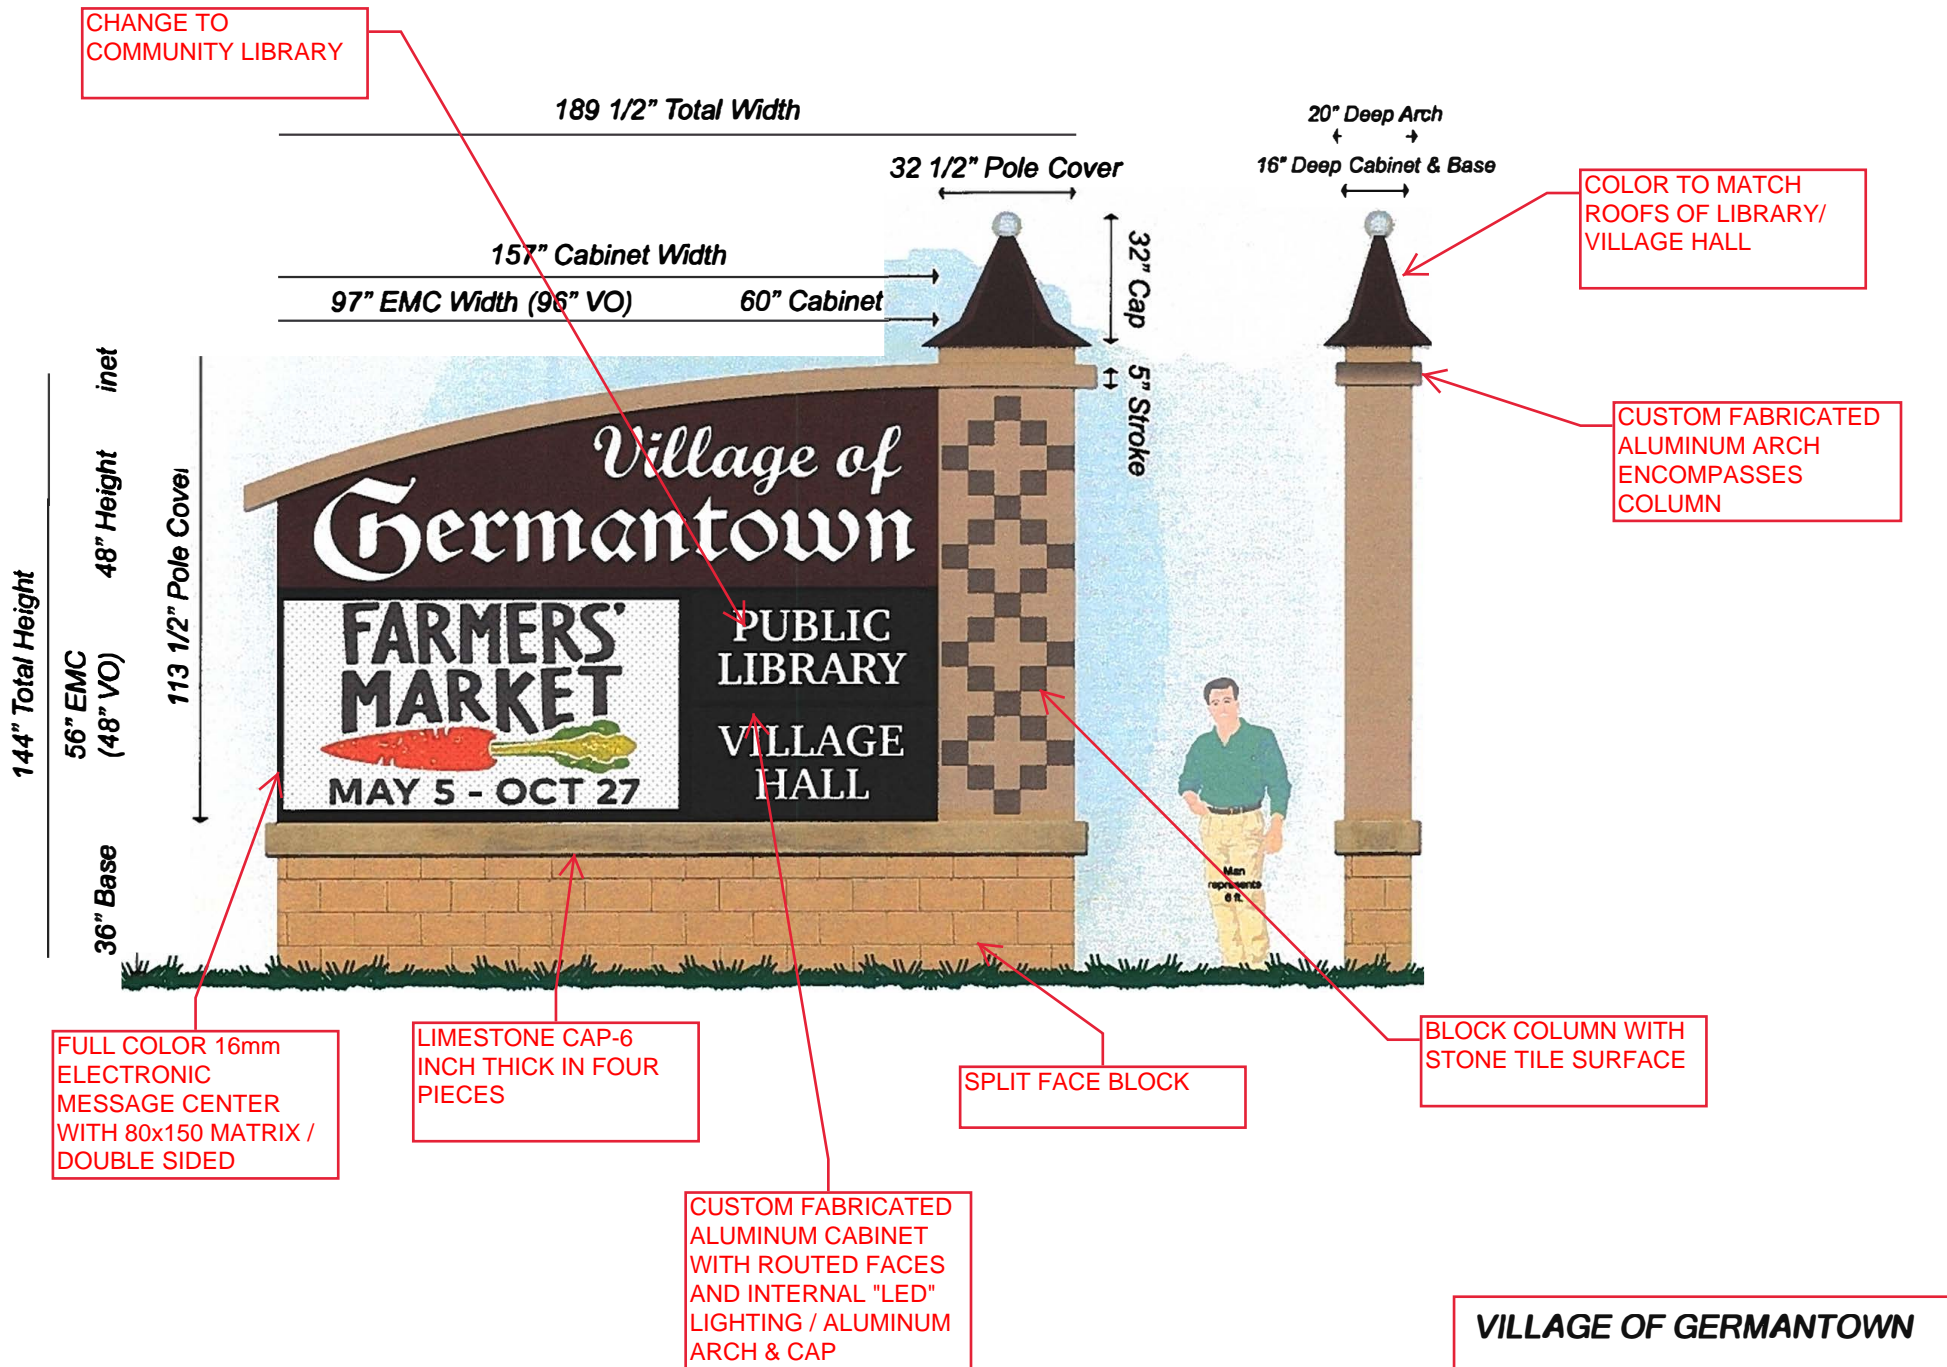 CHANGE TO
COMMUNITY LIBRARY
189 1/2" Total Width
20" Deep Arch
32 1/2" Pole Cover
16" Deep Cabinet & Base
COLOR TO MATCH
ROOFS OF LIBRARY/
VILLAGE HALL
157" Cabinet Width
97" EMC Width (96" VO)
60" Cabinet
32" Cap
5" Stroke
inet
48" Height
56" EMC
(48" VO)
36" Base
144" Total Height
113 1/2" Pole Cover
CUSTOM FABRICATED
ALUMINUM ARCH
ENCOMPASSES
COLUMN
Village of
Germantown
FARMERS'
MARKET
MAY 5 - OCT 27
PUBLIC
LIBRARY
VILLAGE
HALL
Man
represents
6 ft.
FULL COLOR 16mm
ELECTRONIC
MESSAGE CENTER
WITH 80x150 MATRIX /
DOUBLE SIDED
LIMESTONE CAP-6
INCH THICK IN FOUR
PIECES
SPLIT FACE BLOCK
BLOCK COLUMN WITH
STONE TILE SURFACE
CUSTOM FABRICATED
ALUMINUM CABINET
WITH ROUTED FACES
AND INTERNAL "LED"
LIGHTING / ALUMINUM
ARCH & CAP
VILLAGE OF GERMANTOWN